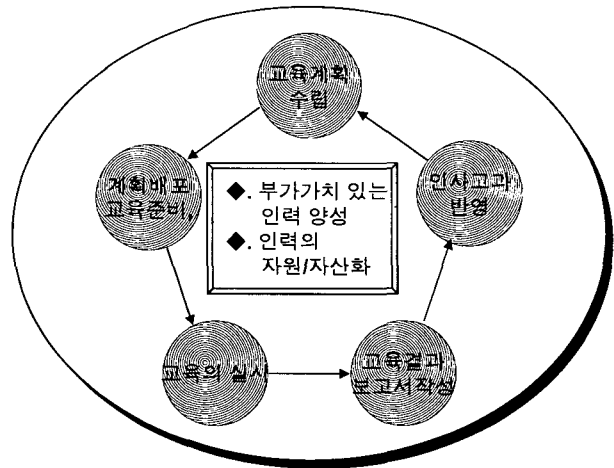 교육계획
수립
계획배포
교육준비,
◆. 부가가치 있는
인력 양성
◆. 인력의
자원/자산화
인사고과
반영
교육의 실시
교육결과
보고서작성